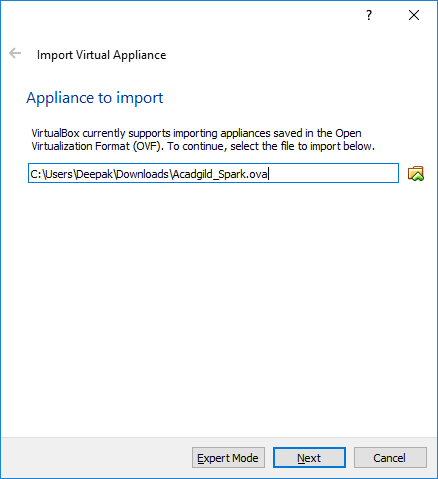 ?
Import Virtual Appliance
Appliance to import
VirtualBox currently supports importing appliances saved in the Open
Virtualization Format (OVF). To continue, select the file to import below.
C:\Users\Deepak\Downloads\Acadgild_Spark.ova
Expert Mode Next Cancel